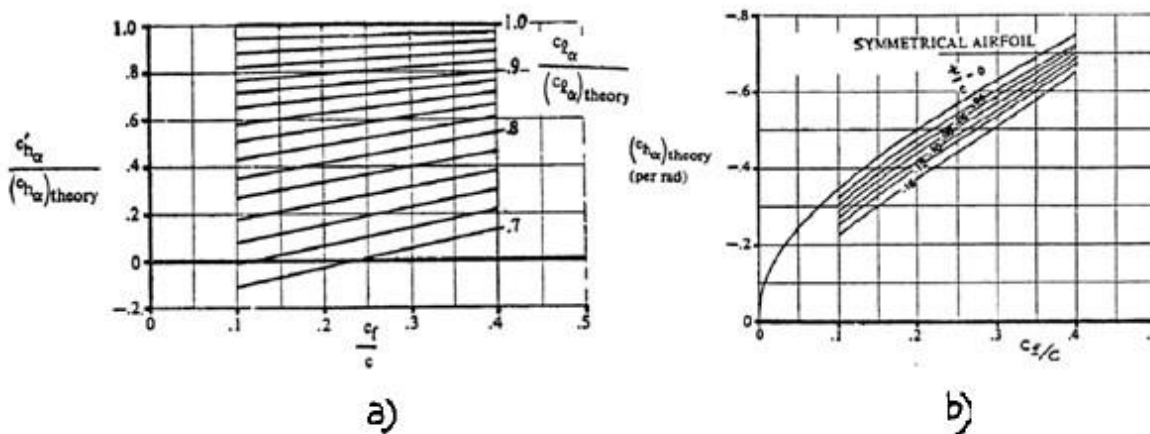 1.0
.8
.6
.4
.2
0
-.2
c'hα
(chα)theory
0
.1
.2
.3
.4
.5
cf
c
1.0
.9
.8
.7
cℓα
(cℓα)theory
a)
-.8
-.6
-.4
-.2
0
(chα)theory
(per rad)
SYMMETRICAL AIRFOIL
= 0
0
.1
.2
.3
.4
cf/c
b)